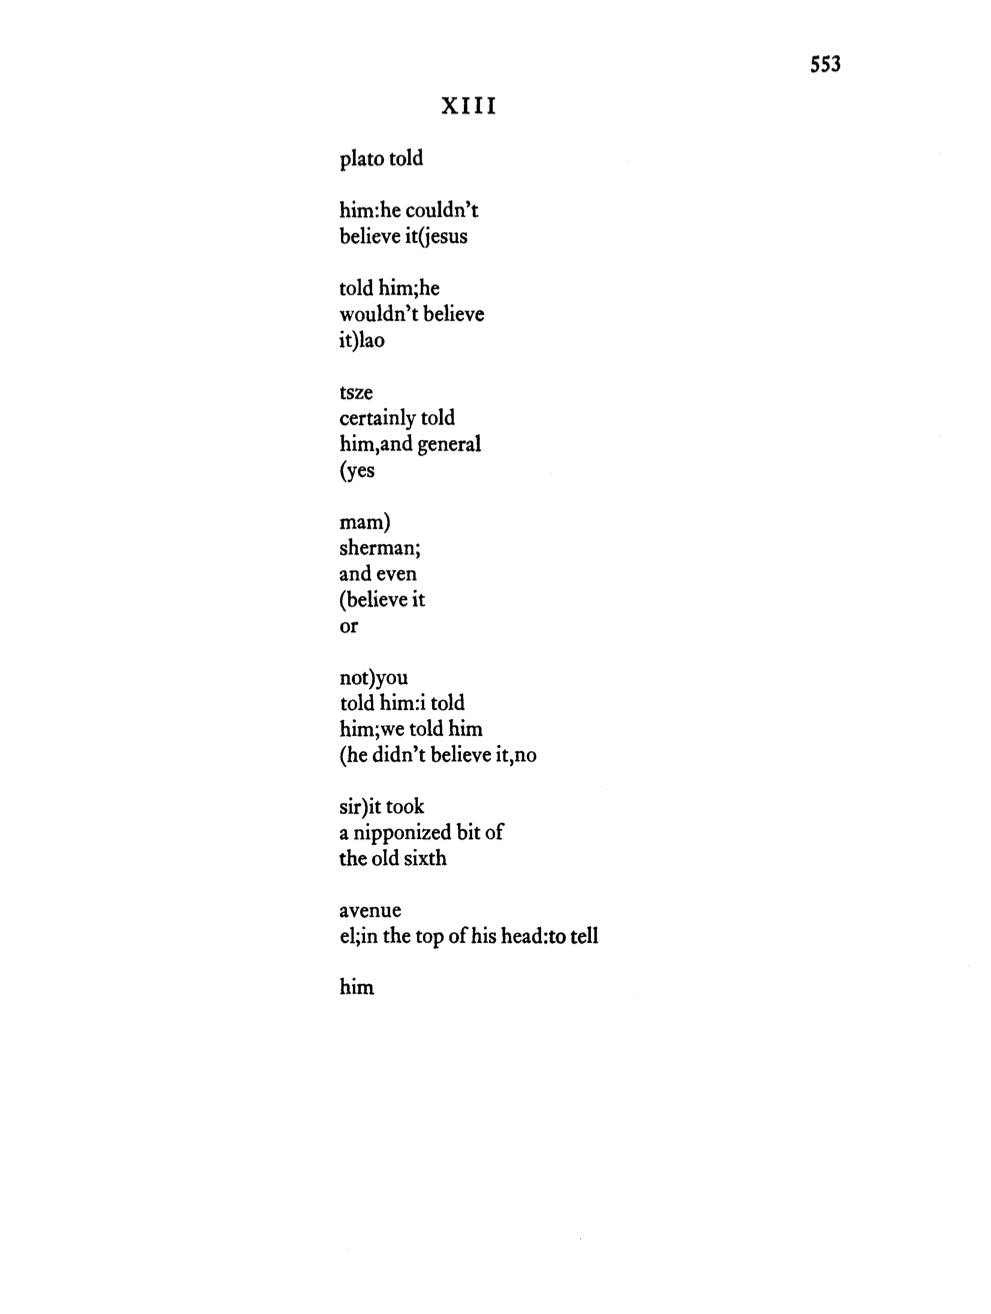 553
XIII
plato told
him:he couldn't
believe it(jesus
told him;he
wouldn't believe
it)lao
tsze
certainly told
him,and general
(yes
mam)
sherman;
and even
(believe it
or
not)you
told him:i told
him;we told him
(he didn't believe it,no
sir)it took
a nipponized bit of
the old sixth
avenue
el;in the top of his head:to tell
him